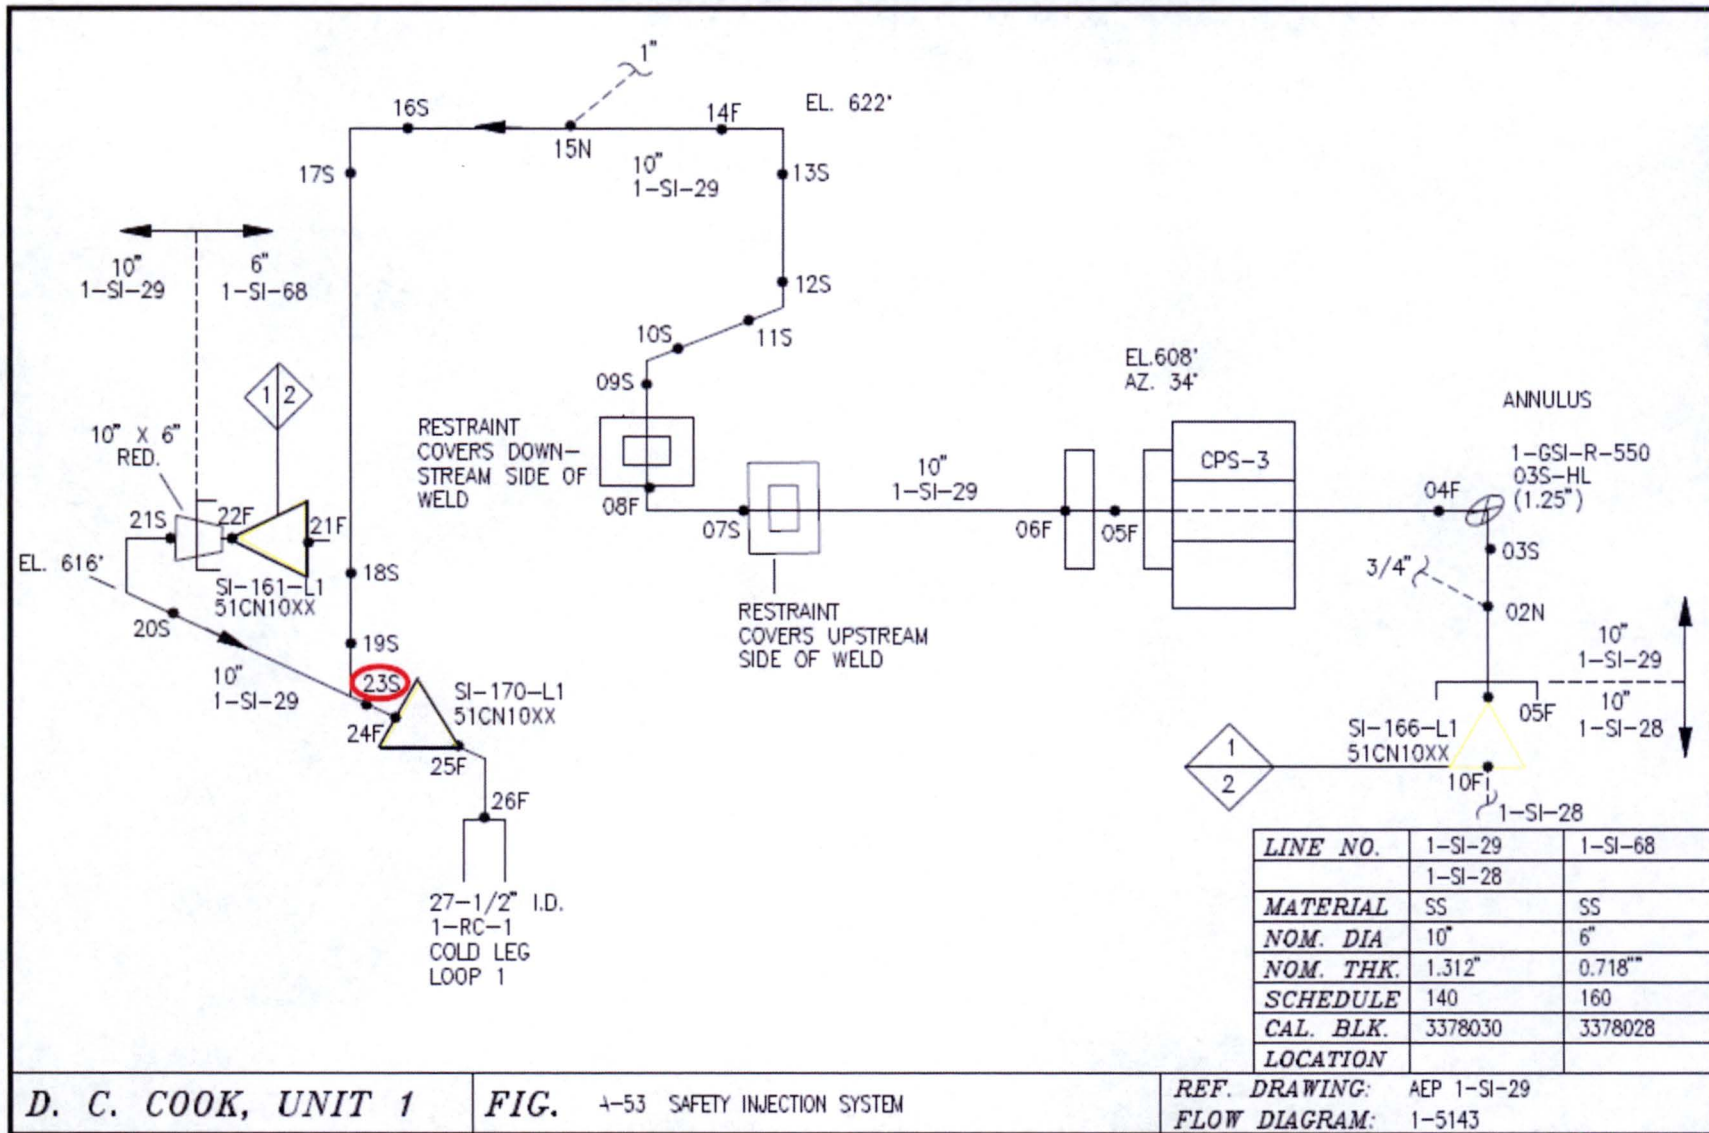 1"
16S
14F
EL. 622'
15N
10"
1-SI-29
17S
13S
10"
1-SI-29
6"
1-SI-68
12S
10S
11S
09S
EL.608'
AZ. 34°
ANNULUS
1 2
10" X 6"
RED.
RESTRAINT
COVERS DOWN-
STREAM SIDE OF
WELD
CPS-3
1-GSI-R-550
03S-HL
(1.25")
10"
1-SI-29
04F
08F
07S
06F
05F
21S
22F
21F
03S
EL. 616'
SI-161-L1
51CN10XX
18S
3/4"
02N
20S
RESTRAINT
COVERS UPSTREAM
SIDE OF WELD
19S
10"
1-SI-29
10"
1-SI-29
23S
SI-170-L1
51CN10XX
24F
25F
10"
1-SI-28
05F
SI-166-L1
51CN10XX
1
2
10F
26F
1-SI-28
27-1/2" I.D.
1-RC-1
COLD LEG
LOOP 1
LINE NO. 1-SI-29 1-SI-68
1-SI-28
MATERIAL SS SS
NOM. DIA 10" 6"
NOM. THK. 1.312" 0.718""
SCHEDULE 140 160
CAL. BLK. 3378030 3378028
LOCATION
D. C. COOK, UNIT 1
FIG. -53 SAFETY INJECTION SYSTEM
REF. DRAWING: AEP 1-SI-29
FLOW DIAGRAM: 1-5143